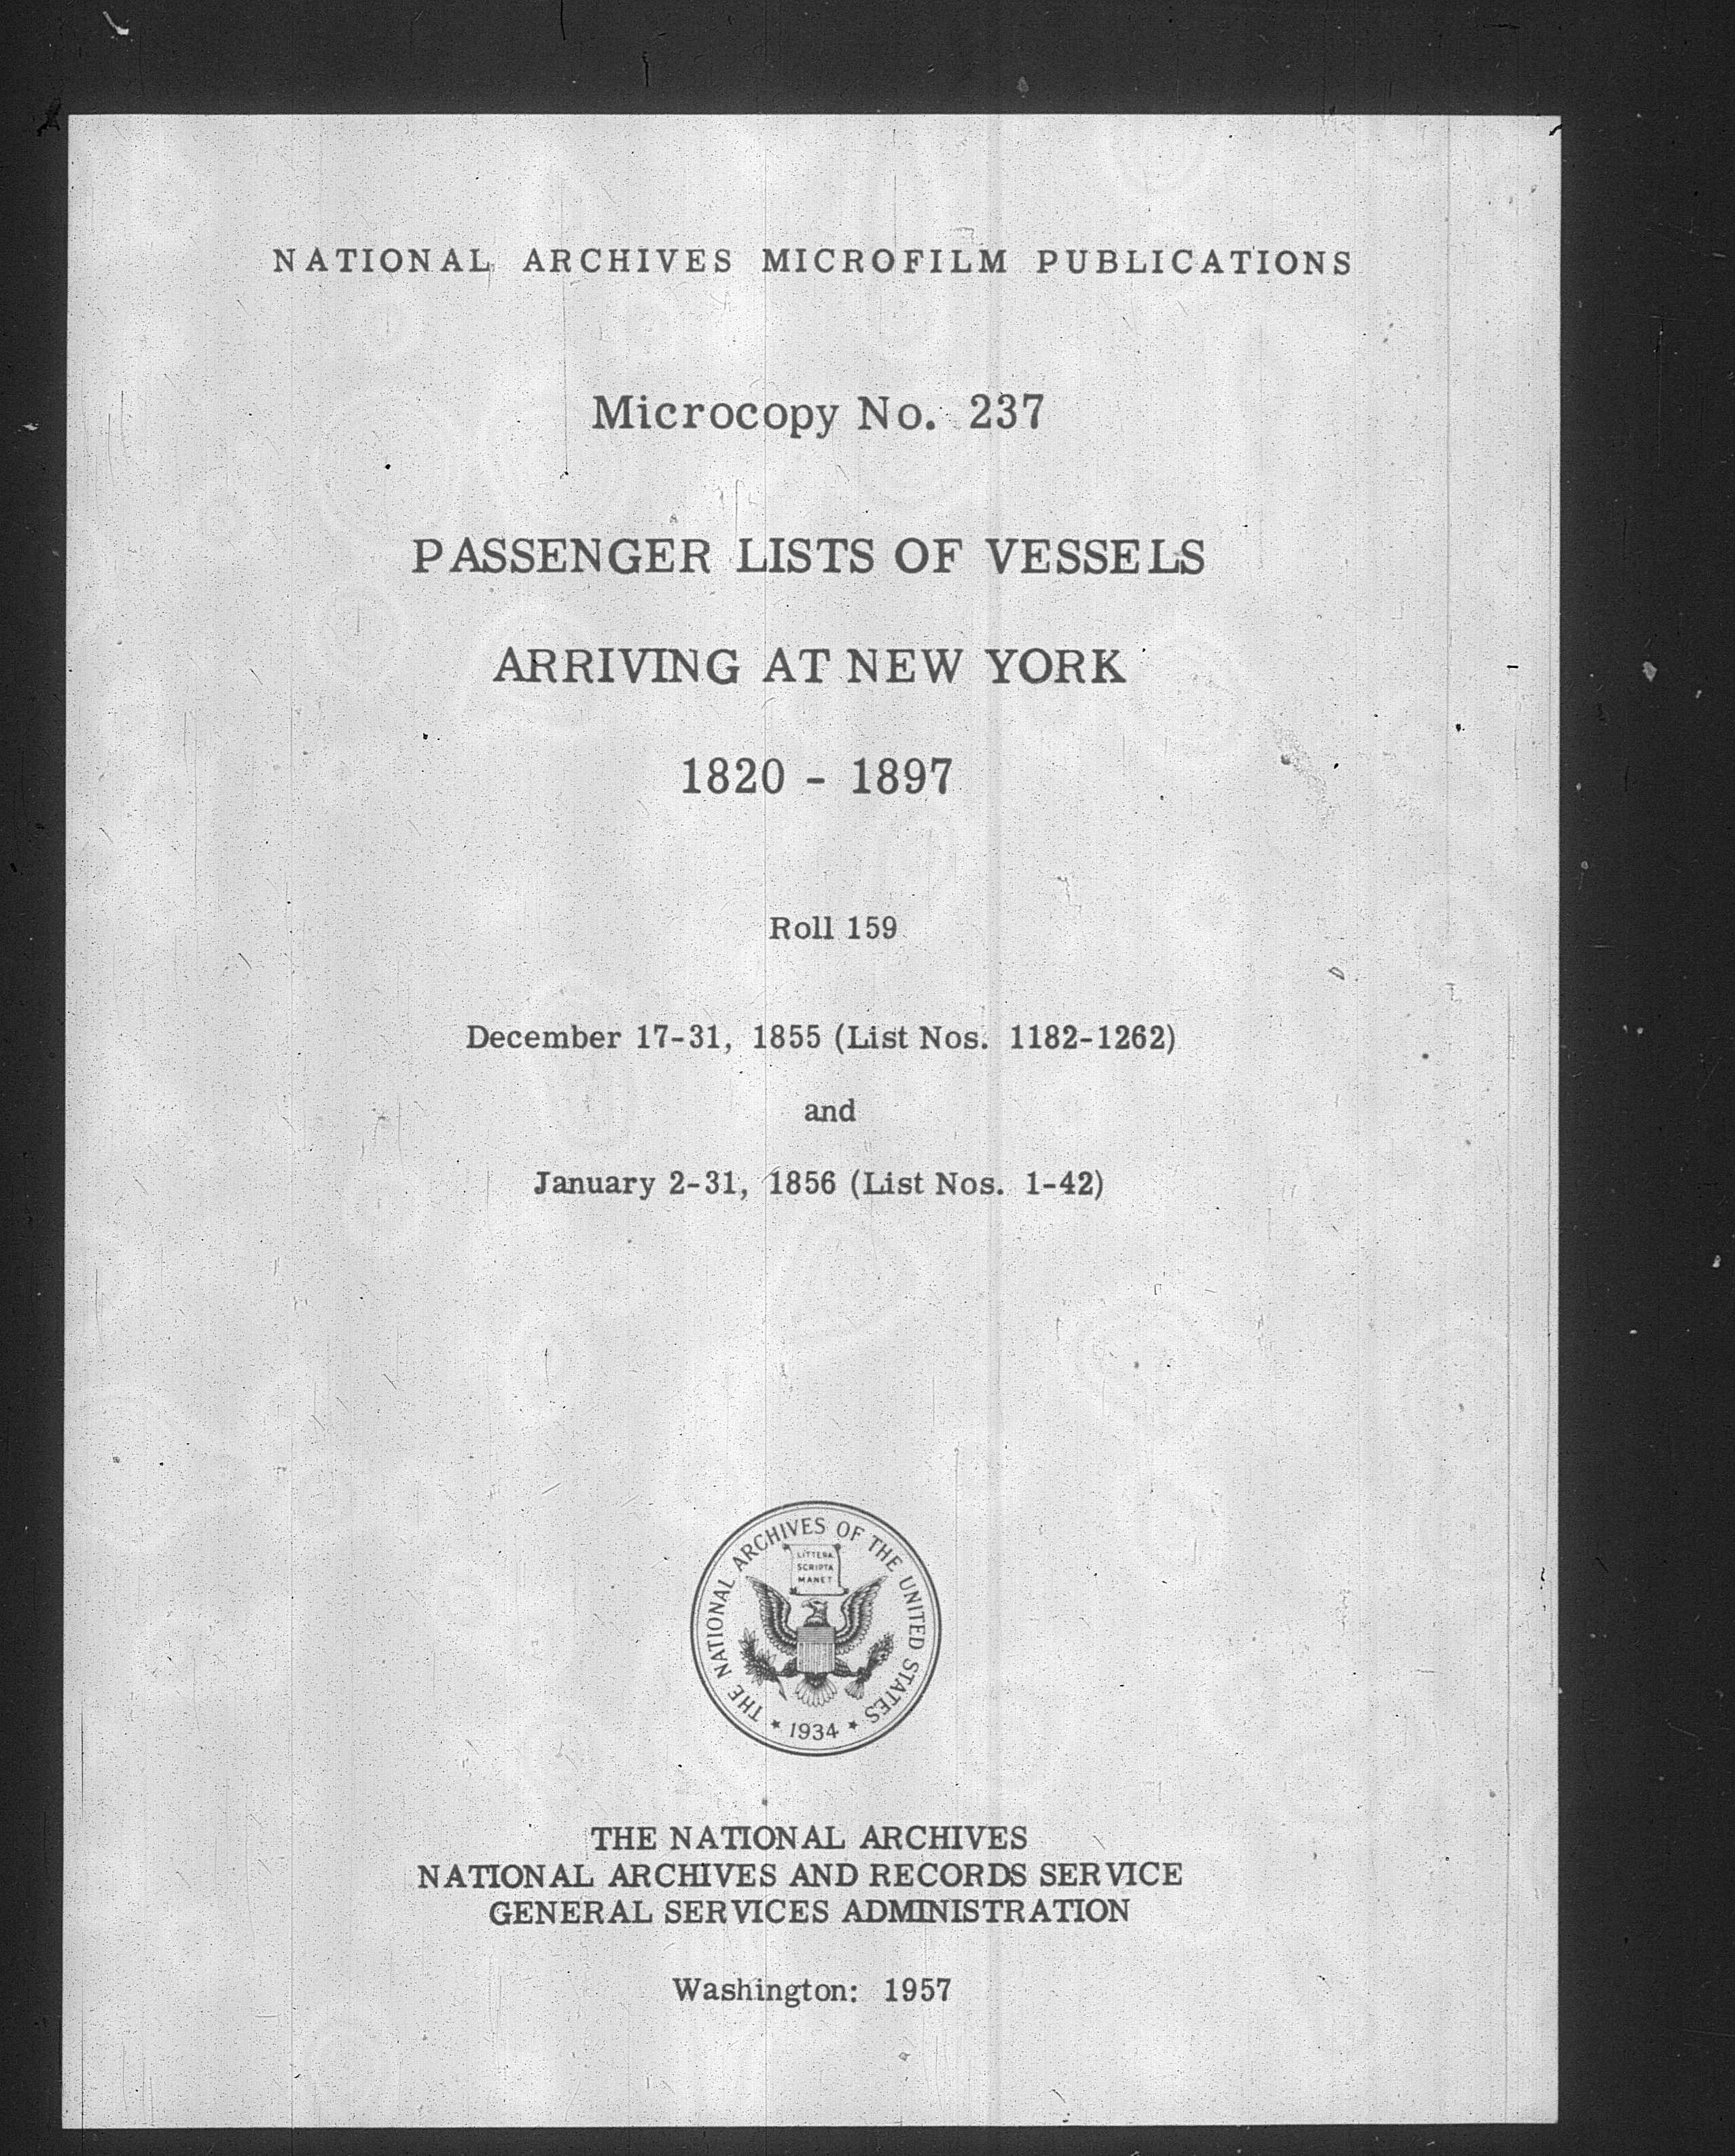 NATIONAL ARCHIVES MICROFILM PUBLICATIONS
Microcopy No. 237
PASSENGER LISTS OF VESSELS
ARRIVING AT NEW YORK
1820 - 1897
Roll 159
December 17-31, 1855 (List Nos. 1182-1262)
and
January 2-31, 1856 (List Nos. 1-42)
THE NATIONAL ARCHIVES OF THE UNITED STATES
LITTERA
SCRIPTA
MANET
★ 1934 ★
THE NATIONAL ARCHIVES
NATIONAL ARCHIVES AND RECORDS SERVICE
GENERAL SERVICES ADMINISTRATION
Washington: 1957